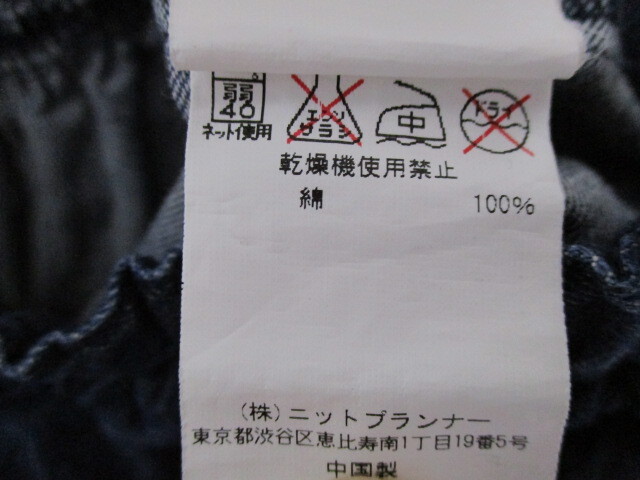 弱 40 エンソサラシ 中 ドライ
ネット使用
乾燥機使用禁止
綿 100%
(株)ニットプランナー
東京都渋谷区恵比寿南1丁目19番5号
中国製